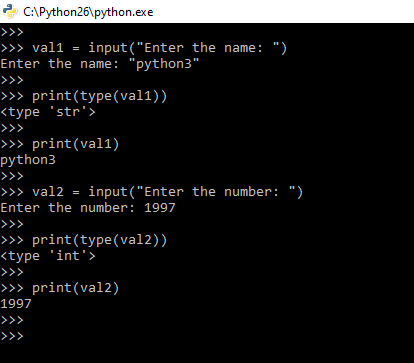 C:\Python26\python.exe
>>>
>>> val1 = input("Enter the name: ")
Enter the name: "python3"
>>>
>>> print(type(val1))
<type 'str'>
>>>
>>> print(val1)
python3
>>>
>>> val2 = input("Enter the number: ")
Enter the number: 1997
>>>
>>> print(type(val2))
<type 'int'>
>>>
>>> print(val2)
1997
>>>
>>>